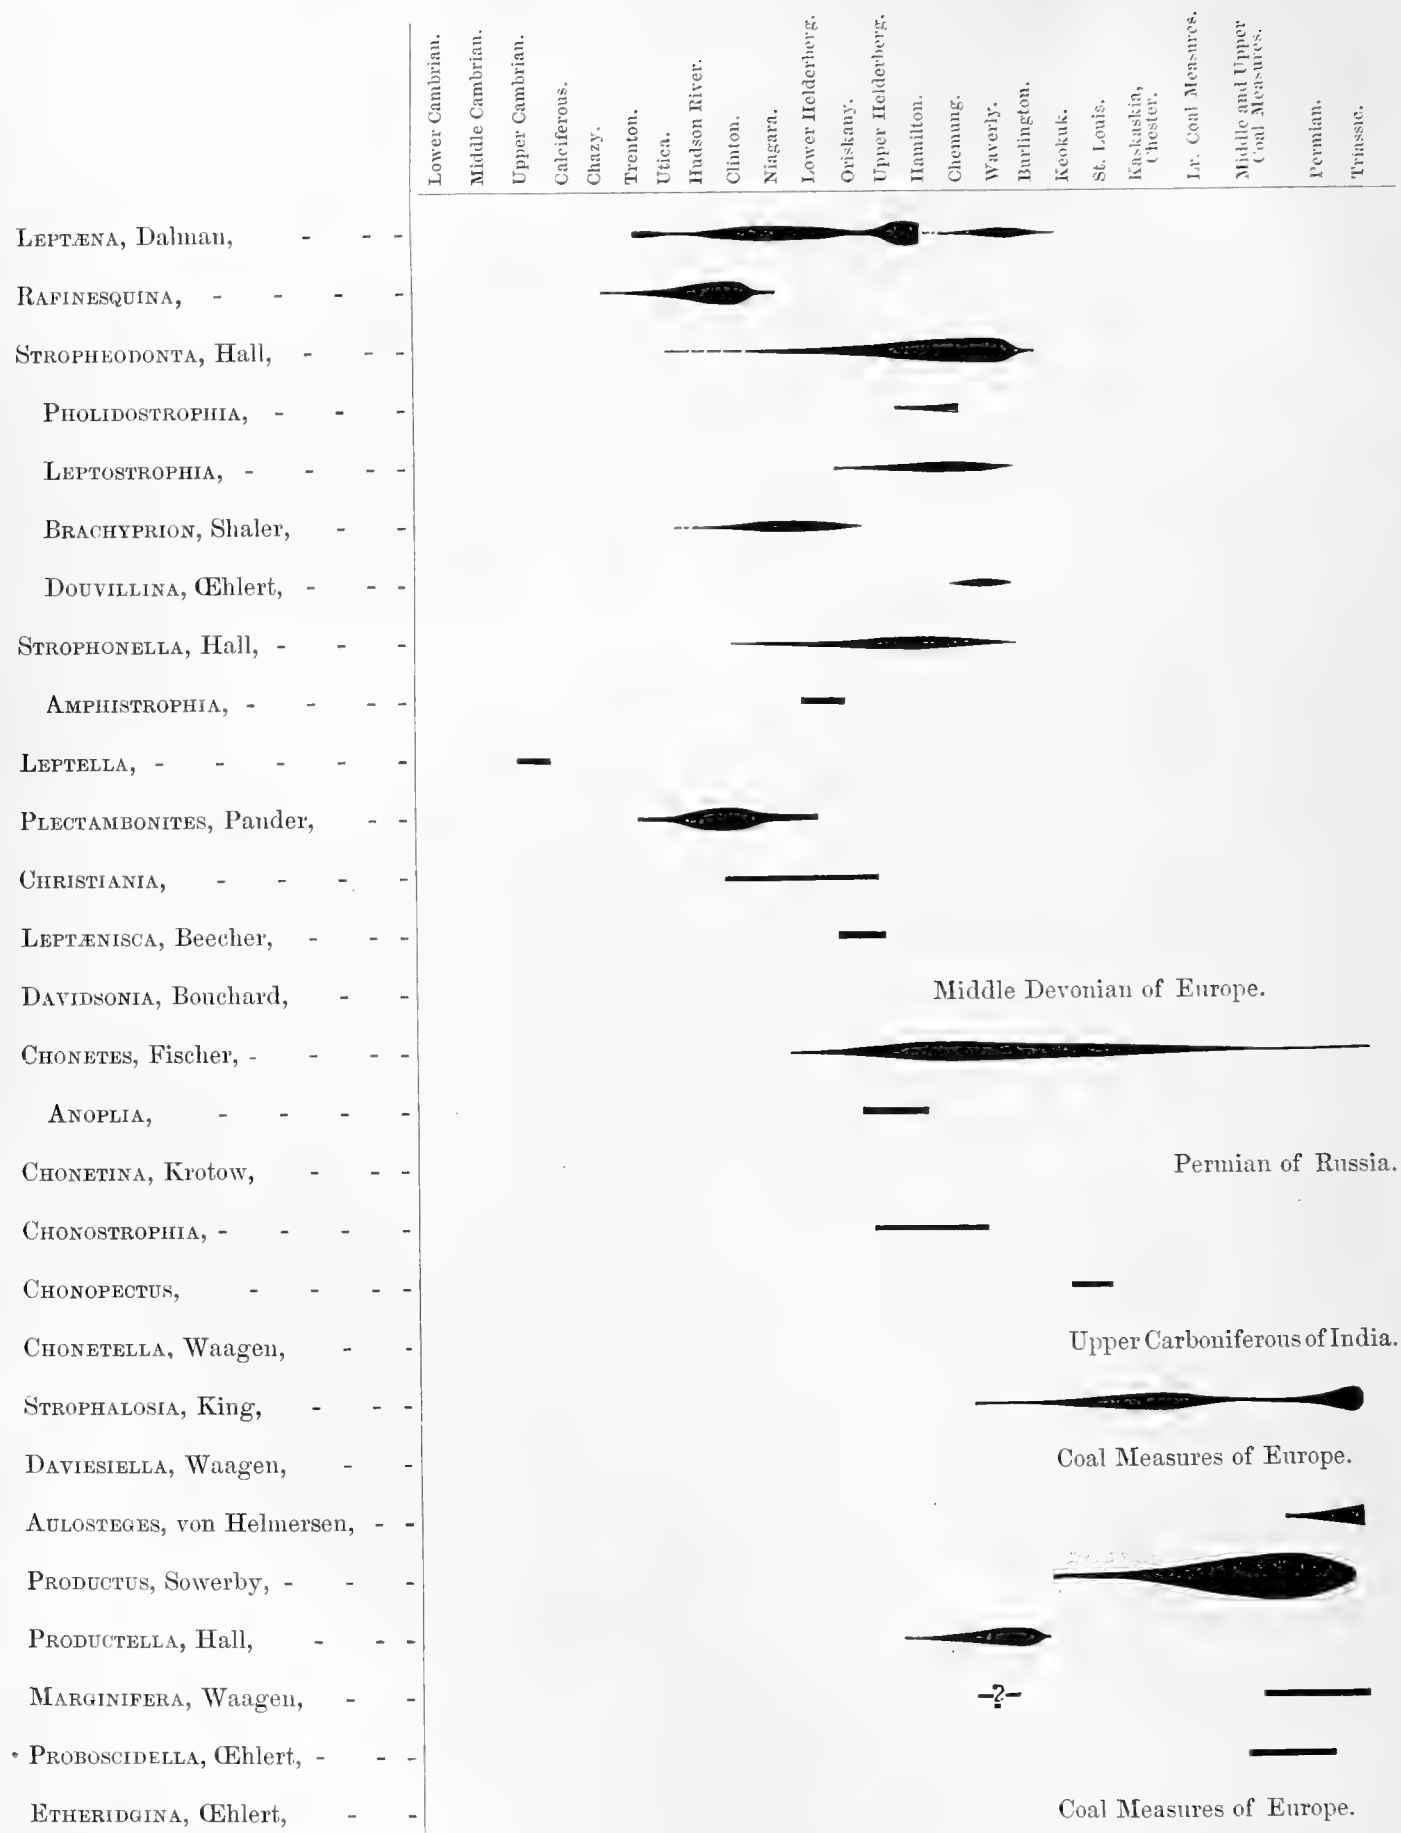 Lower Cambrian.
Middle Cambrian.
Upper Cambrian.
Calciferous.
Chazy.
Trenton.
Utica.
Hudson River.
Clinton.
Niagara.
Lower Helderberg.
Oriskany.
Upper Helderberg.
Hamilton.
Chemung.
Waverly.
Burlington.
Keokuk.
St. Louis.
Kaskaskia,
Chester.
Lr. Coal Measures.
Middle and Upper
Coal Measures.
Permian.
Triassic.
LEPTÆNA, Dalman, - - -
RAFINESQUINA, - - - -
STROPHEODONTA, Hall, - - -
PHOLIDOSTROPHIA, - - -
LEPTOSTROPHIA, - - - -
BRACHYPRION, Shaler, - -
DOUVILLINA, Œhlert, - - -
STROPHONELLA, Hall, - - -
AMPHISTROPHIA, - - - -
LEPTELLA, - - - - -
PLECTAMBONITES, Pander, - -
CHRISTIANIA, - - - -
LEPTÆNISCA, Beecher, - - -
DAVIDSONIA, Bouchard, - - Middle Devonian of Europe.
CHONETES, Fischer, - - - -
ANOPLIA, - - - -
CHONETINA, Krotow, - - - Permian of Russia.
CHONOSTROPHIA, - - - -
CHONOPECTUS, - - - -
CHONETELLA, Waagen, - - Upper Carboniferous of India.
STROPHALOSIA, King, - - -
DAVIESIELLA, Waagen, - - Coal Measures of Europe.
AULOSTEGES, von Helmersen, - -
PRODUCTUS, Sowerby, - - -
PRODUCTELLA, Hall, - - -
MARGINIFERA, Waagen, - - -?-
PROBOSCIDELLA, Œhlert, - - -
ETHERIDGINA, Œhlert, - - Coal Measures of Europe.